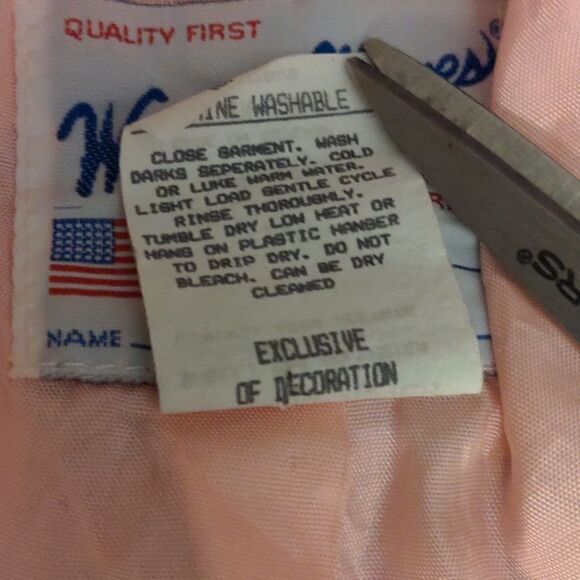 QUALITY FIRST
WASHABLE
CLOSE GARMENT. WASH
DARKS SEPERATELY. COLD
OR LUKE WARM WATER.
LIGHT LOAD GENTLE CYCLE
RINSE THOROUGHLY.
TUMBLE DRY LOW HEAT OR
HANG ON PLASTIC HANGER
TO DRIP DRY. DO NOT
BLEACH. CAN BE DRY
CLEANED
EXCLUSIVE
OF DECORATION
NAME